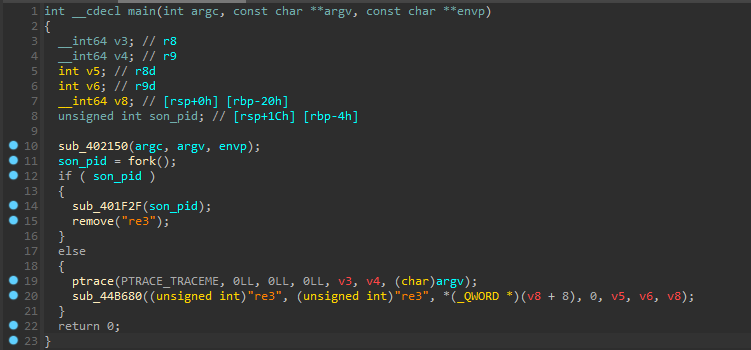 1 int __cdecl main(int argc, const char **argv, const char **envp)
2 {
3 __int64 v3; // r8
4 __int64 v4; // r9
5 int v5; // r8d
6 int v6; // r9d
7 __int64 v8; // [rsp+0h] [rbp-20h]
8 unsigned int son_pid; // [rsp+1Ch] [rbp-4h]
9
10 sub_402150(argc, argv, envp);
11 son_pid = fork();
12 if ( son_pid )
13 {
14 sub_401F2F(son_pid);
15 remove("re3");
16 }
17 else
18 {
19 ptrace(PTRACE_TRACEME, 0LL, 0LL, 0LL, v3, v4, (char)argv);
20 sub_44B680((unsigned int)"re3", (unsigned int)"re3", *(_QWORD *)(v8 + 8), 0, v5, v6, v8);
21 }
22 return 0;
23 }